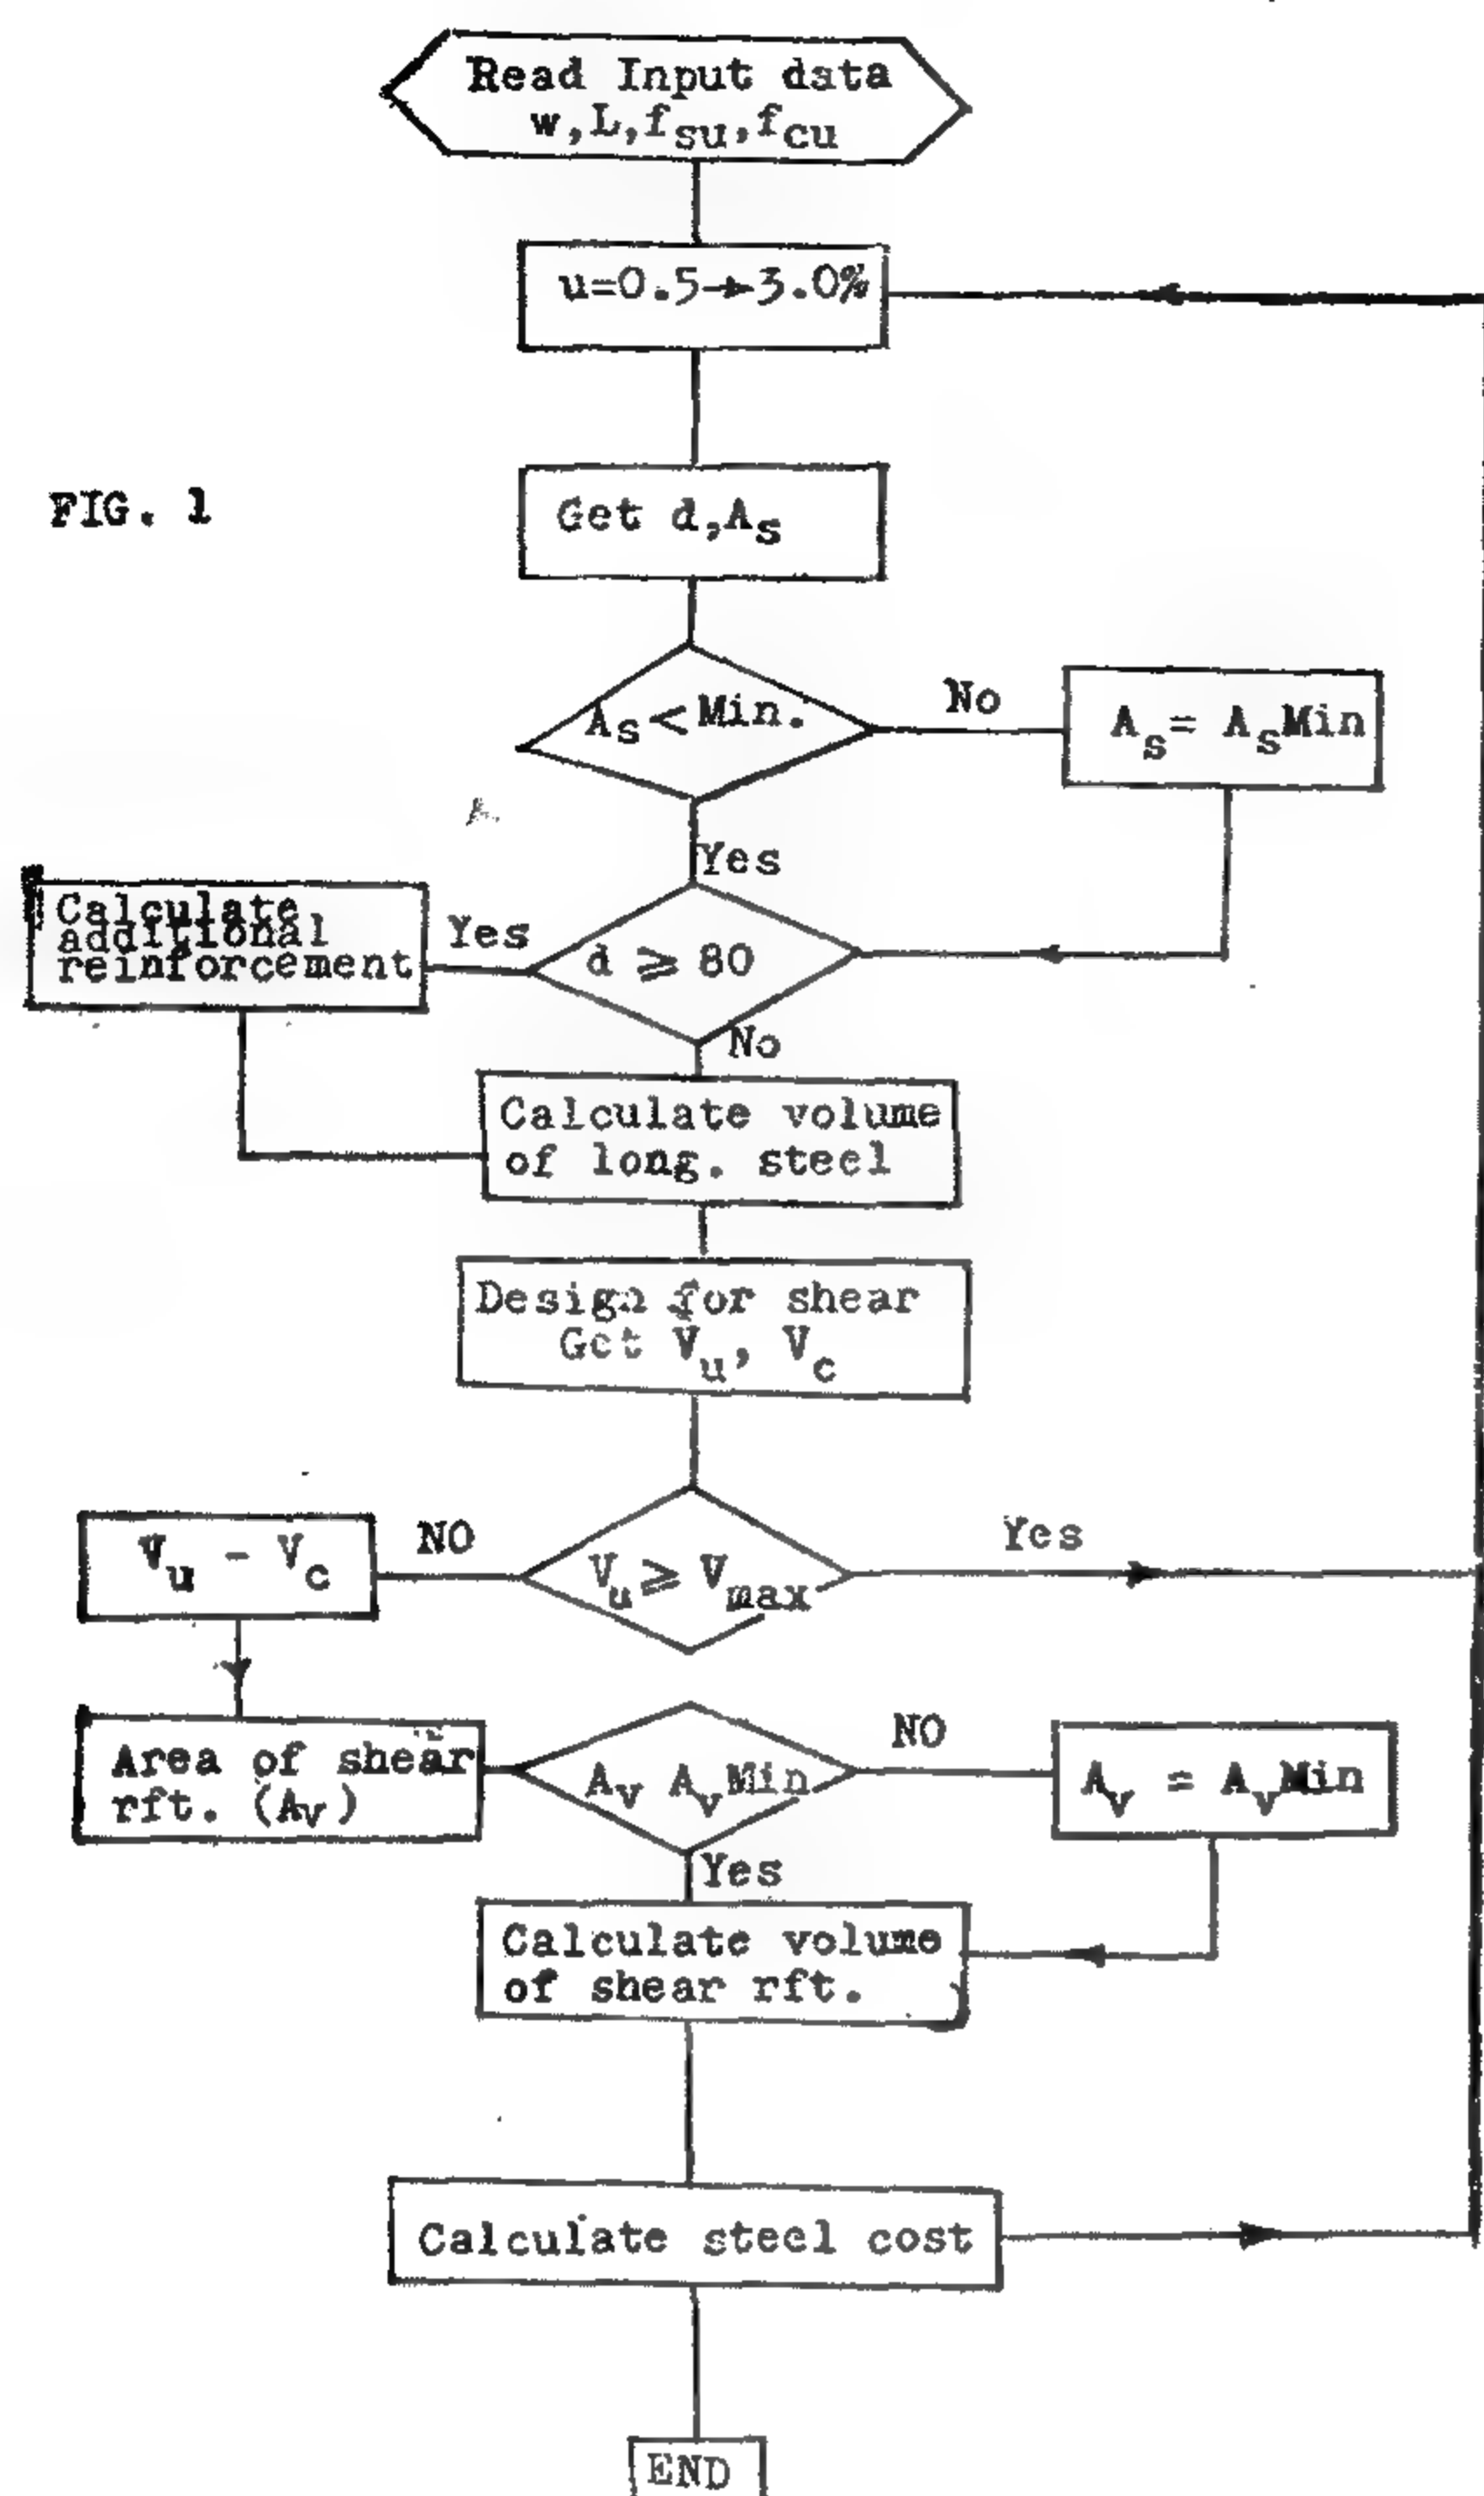 Read Input data
w,L,fsu,fcu
u=0.5→3.0%
FIG. 1
Get d,As
As<Min.
No
As= AsMin
Yes
Calculate
additional
reinforcement
Yes
d ⩾ 80
No
Calculate volume
of long. steel
Design for shear
Get Vu, Vc
Vu - Vc
NO
Vu⩾ Vmax
Yes
Area of shear
rft. (Av)
Av AvMin
NO
Av = AvMin
Yes
Calculate volume
of shear rft.
Calculate steel cost
END